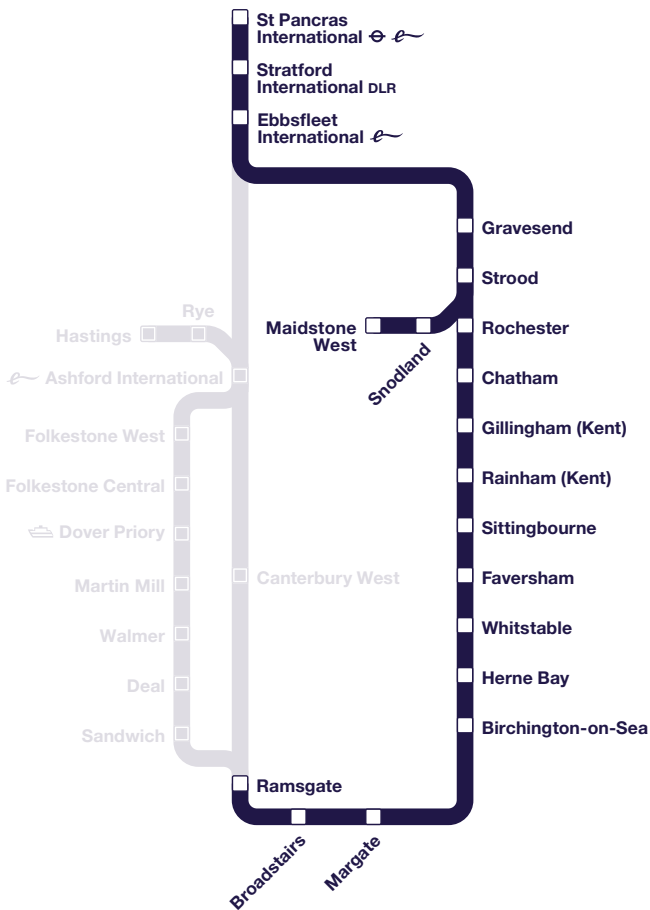 St Pancras
International
Stratford
International DLR
Ebbsfleet
International
Gravesend
Strood
Rye
Hastings
Maidstone
West
Snodland
Rochester
Ashford International
Chatham
Folkestone West
Gillingham (Kent)
Folkestone Central
Rainham (Kent)
Dover Priory
Sittingbourne
Martin Mill
Canterbury West
Faversham
Walmer
Whitstable
Deal
Herne Bay
Sandwich
Birchington-on-Sea
Ramsgate
Broadstairs
Margate